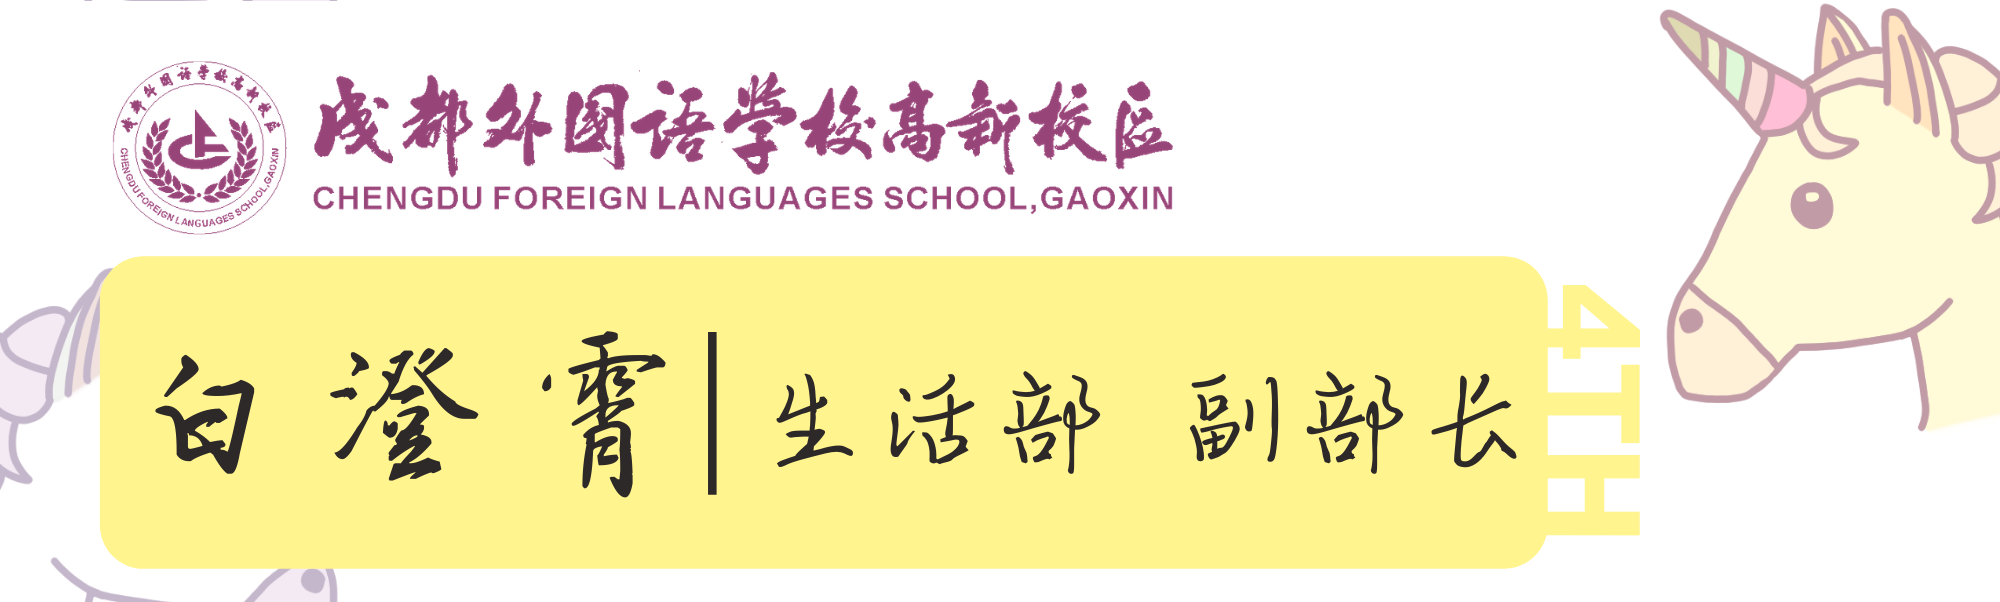 成都外国语学校高新校区
CHENGDU FOREIGN LANGUAGES SCHOOL,GAOXIN
成都外國语学校高新校區
CHENGDU FOREIGN LANGUAGES SCHOOL,GAOXIN
白澄霄|生活部 副部长
4TH